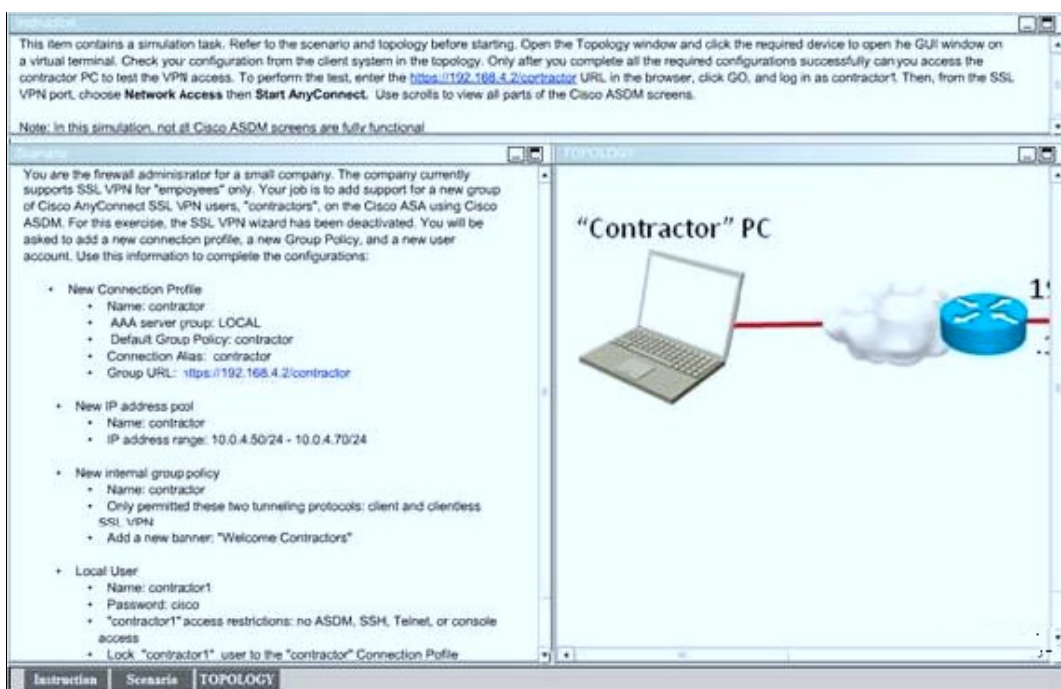 Instruction
This item contains a simulation task. Refer to the scenario and topology before starting. Open the Topology window and click the required device to open he GUI window on
a virtual terminal. Check your configuration from the client system in the topology. Only after you complete all the required configurations successfully can you access the
contractor PC to test the VPN access. To perform the test, enter the https://192.168.4.2/contractor URL in the browser, click GO, and log in as contractor1. Then, from the SSL
VPN port, choose Network Access then Start AnyConnect. Use scrolls to view all parts of the Cisco ASDM screens.
Note: In this simulation, not all Cisco ASDM screens are fully functional
Scenario
You are the firewall administrator for a small company. The company currently
supports SSL VPN for "employees" only. Your job is to add support for a new group
of Cisco AnyConnect SSL VPN users, "contractors", on the Cisco ASA using Cisco
ASDM. For this exercise, the SSL VPN wizard has been deactivated. You will be
asked to add a new connection profile, a new Group Policy, and a new user
account. Use this information to complete the configurations:
• New Connection Profile
• Name: contractor
• AAA server group: LOCAL
• Default Group Policy: contractor
• Connection Alias: contractor
• Group URL: https://192.168.4.2/contractor
• New IP address pool
• Name: contractor
• IP address range: 10.0.4.50/24 - 10.0.4.70/24
• New internal group policy
• Name: contractor
• Only permitted these two tunneling protocols: client and clientless
SSL VPN
• Add a new banner: "Welcome Contractors"
• Local User
• Name: contractor1
• Password: cisco
• "contractor1" access restrictions: no ASDM, SSH, Telnet, or console
access
• Lock "contractor1" user to the "contractor" Connection Pofile
TOPOLOGY
"Contractor" PC
Instruction Scenario TOPOLOGY